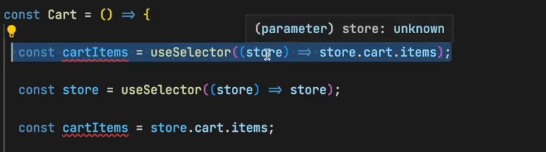 const Cart = () => {
(parameter) store: unknown
const cartItems = useSelector((store) => store.cart.items);
const store = useSelector((store) => store);
const cartItems = store.cart.items;